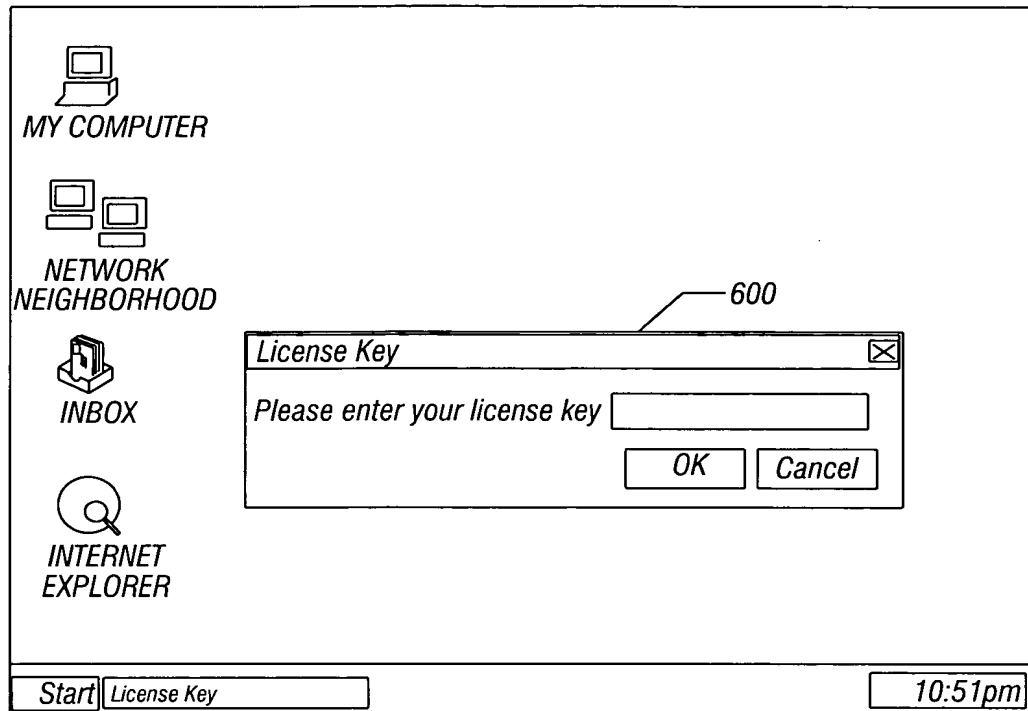 MY COMPUTER
NETWORK
NEIGHBORHOOD
INBOX
INTERNET
EXPLORER
600
License Key
Please enter your license key
OK Cancel
Start License Key 10:51pm